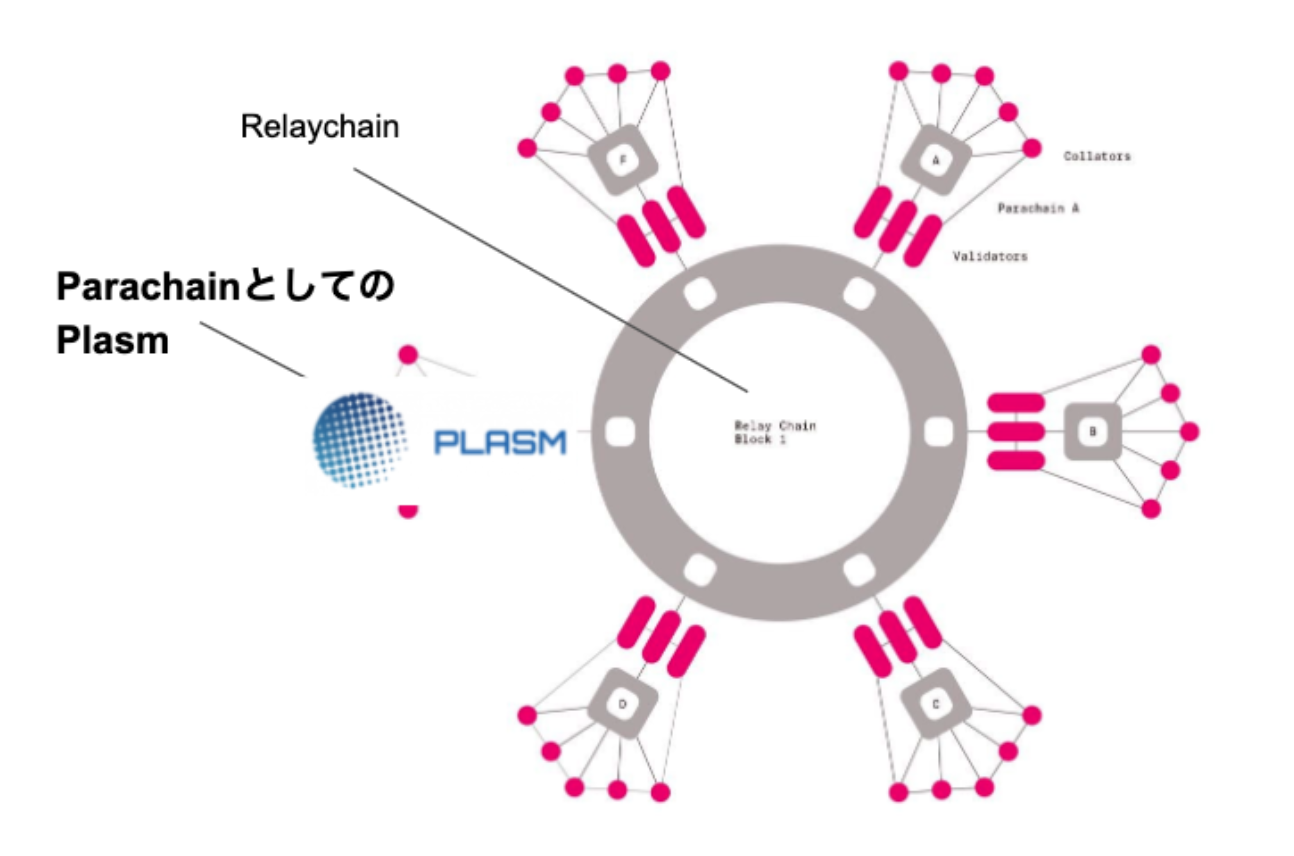 Relaychain
Parachainとしての
Plasm
PLASM
F
A
Collators
Parachain A
Validators
Relay Chain
Block 1
B
D
C